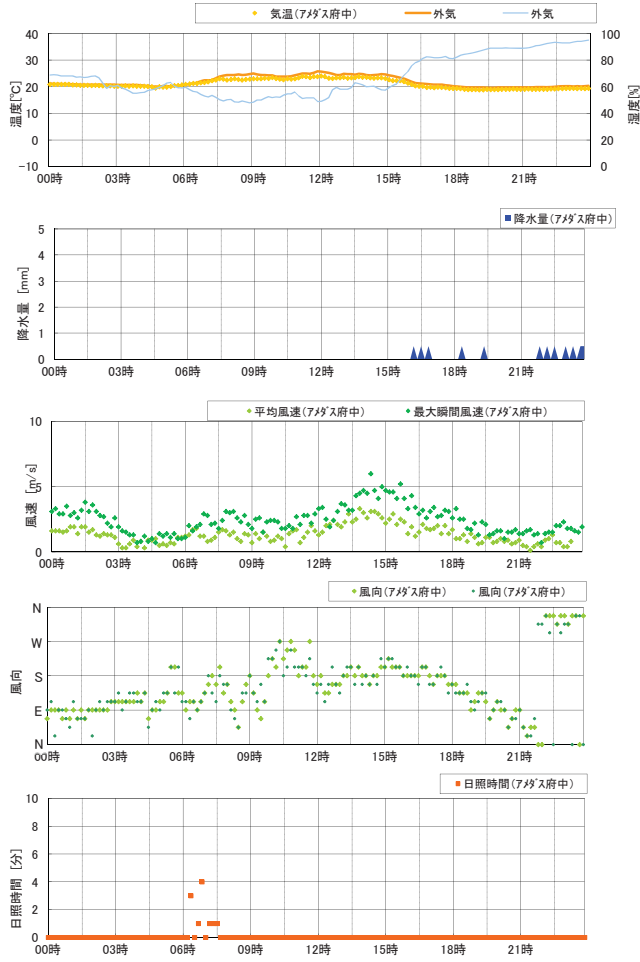 気温(アメダス府中) 外気 外気
40 100
30 80
20 60
10 40
0 20
-10 0
温度[℃]
湿度[%]
00時 03時 06時 09時 12時 15時 18時 21時
降水量(アメダス府中)
5
4
3
2
1
0
降水量 [mm]
00時 03時 06時 09時 12時 15時 18時 21時
平均風速(アメダス府中) 最大瞬間風速(アメダス府中)
10
5
0
風速 [m/s]
00時 03時 06時 09時 12時 15時 18時 21時
風向(アメダス府中) 風向(アメダス府中)
N
W
S
E
N
風向
00時 03時 06時 09時 12時 15時 18時 21時
日照時間(アメダス府中)
10
8
6
4
2
0
日照時間 [分]
00時 03時 06時 09時 12時 15時 18時 21時